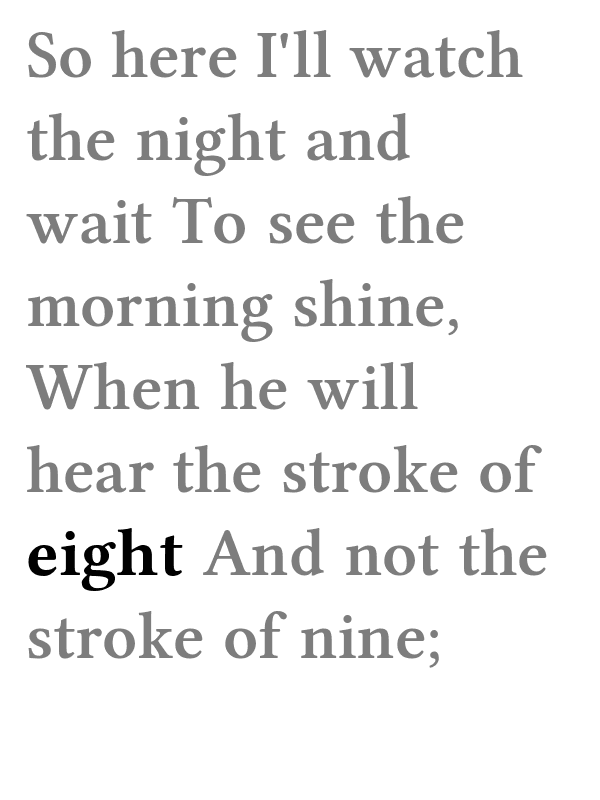 So here I'll watch
the night and
wait To see the
morning shine,
When he will
hear the stroke of
eight And not the
stroke of nine;